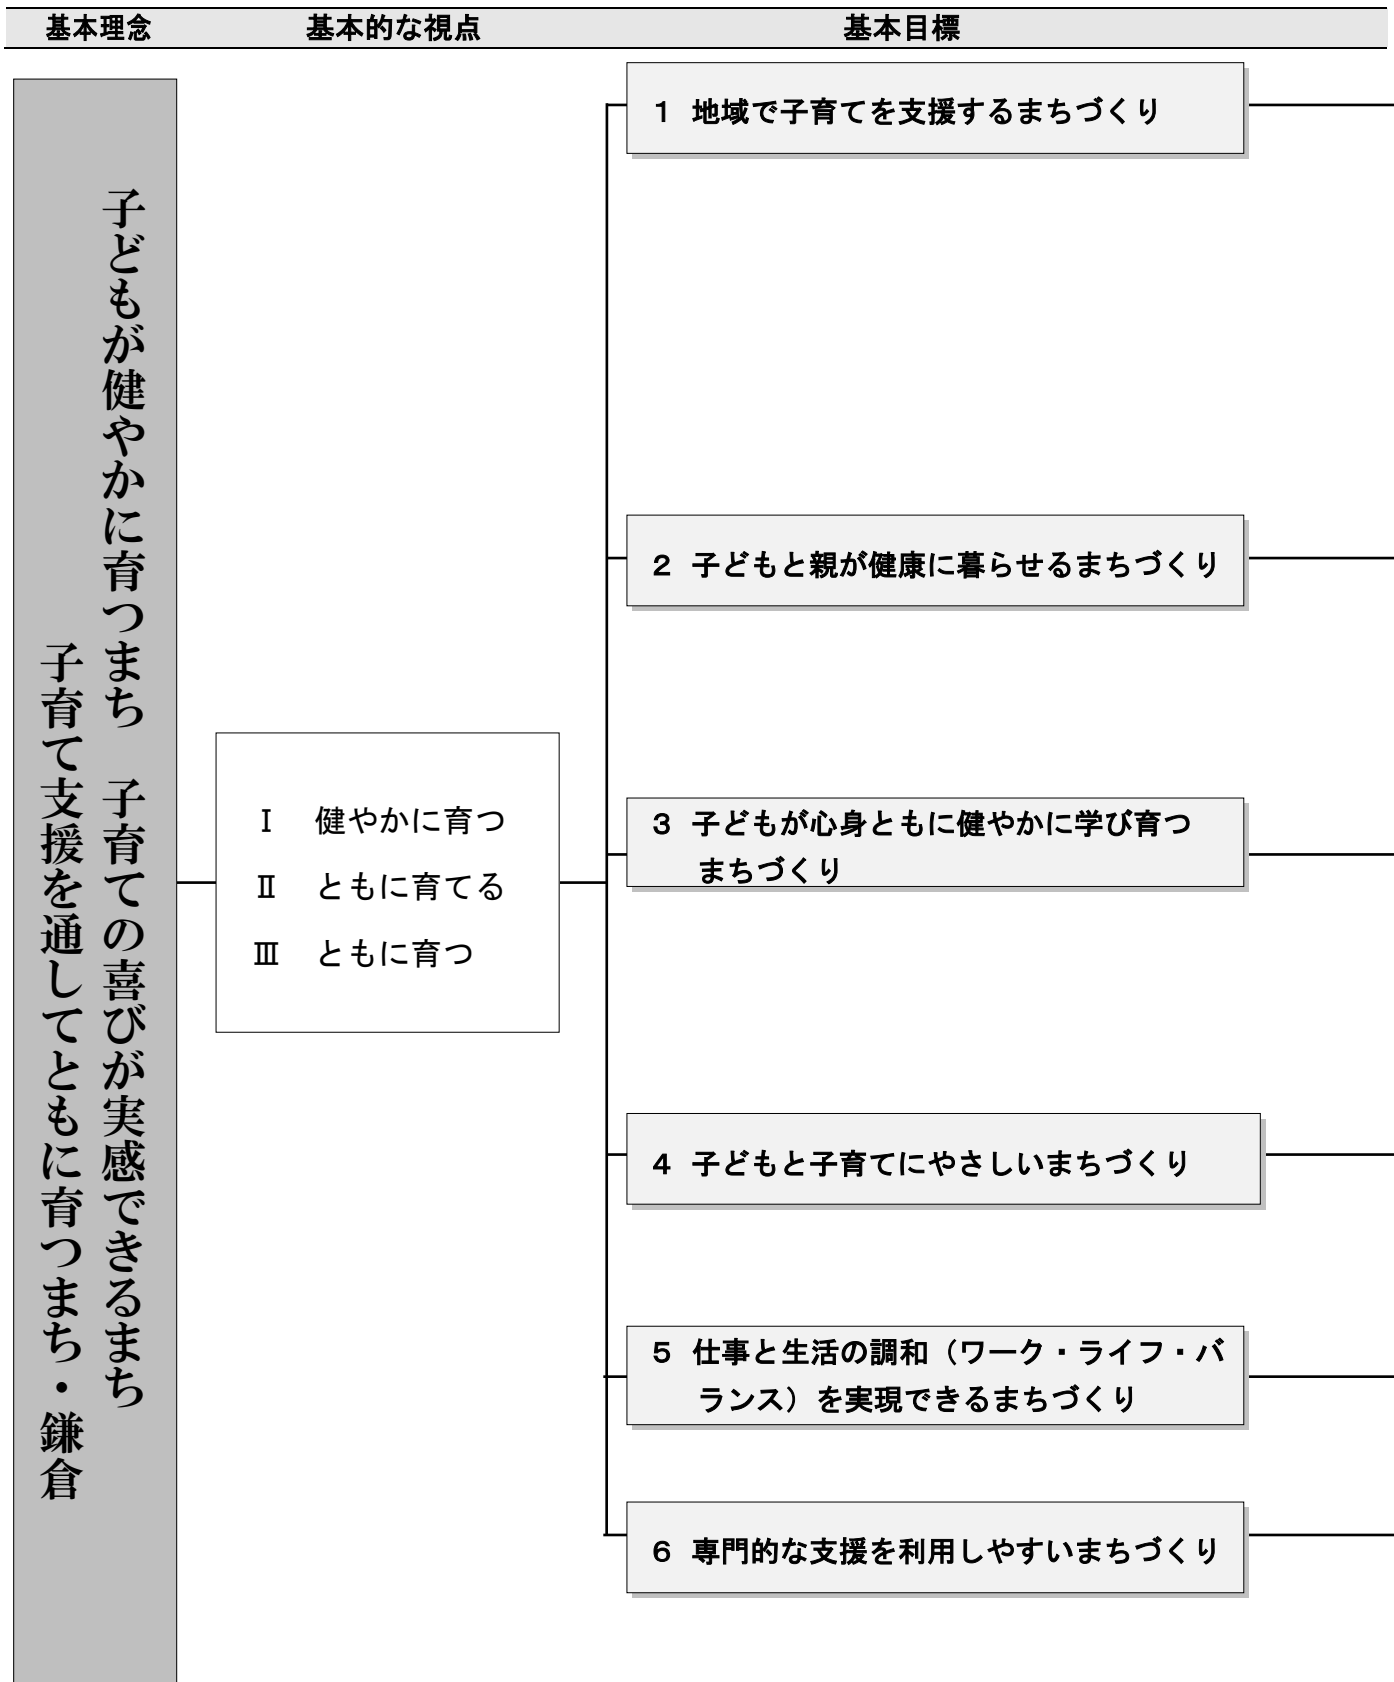 基本理念　基本的な視点　基本目標
子どもが健やかに育つまち　子育ての喜びが実感できるまち
子育て支援を通してともに育つまち・鎌倉
Ⅰ　健やかに育つ
Ⅱ　ともに育てる
Ⅲ　ともに育つ
１ 地域で子育てを支援するまちづくり
２ 子どもと親が健康に暮らせるまちづくり
３ 子どもが心身ともに健やかに学び育つ
まちづくり
４ 子どもと子育てにやさしいまちづくり
５ 仕事と生活の調和（ワーク・ライフ・バ
ランス）を実現できるまちづくり
６ 専門的な支援を利用しやすいまちづくり